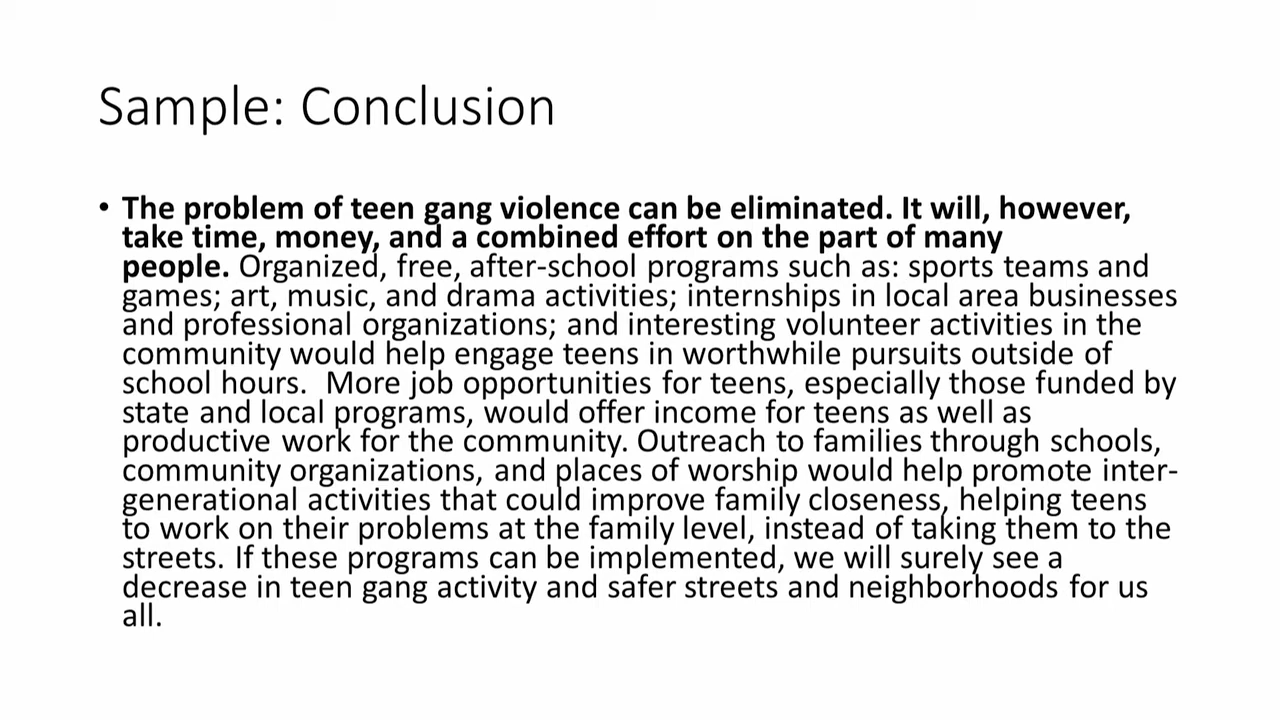 Sample: Conclusion
• The problem of teen gang violence can be eliminated. It will, however,
take time, money, and a combined effort on the part of many
people. Organized, free, after-school programs such as: sports teams and
games; art, music, and drama activities; internships in local area businesses
and professional organizations; and interesting volunteer activities in the
community would help engage teens in worthwhile pursuits outside of
school hours.  More job opportunities for teens, especially those funded by
state and local programs, would offer income for teens as well as
productive work for the community. Outreach to families through schools,
community organizations, and places of worship would help promote inter-
generational activities that could improve family closeness, helping teens
to work on their problems at the family level, instead of taking them to the
streets. If these programs can be implemented, we will surely see a
decrease in teen gang activity and safer streets and neighborhoods for us
all.